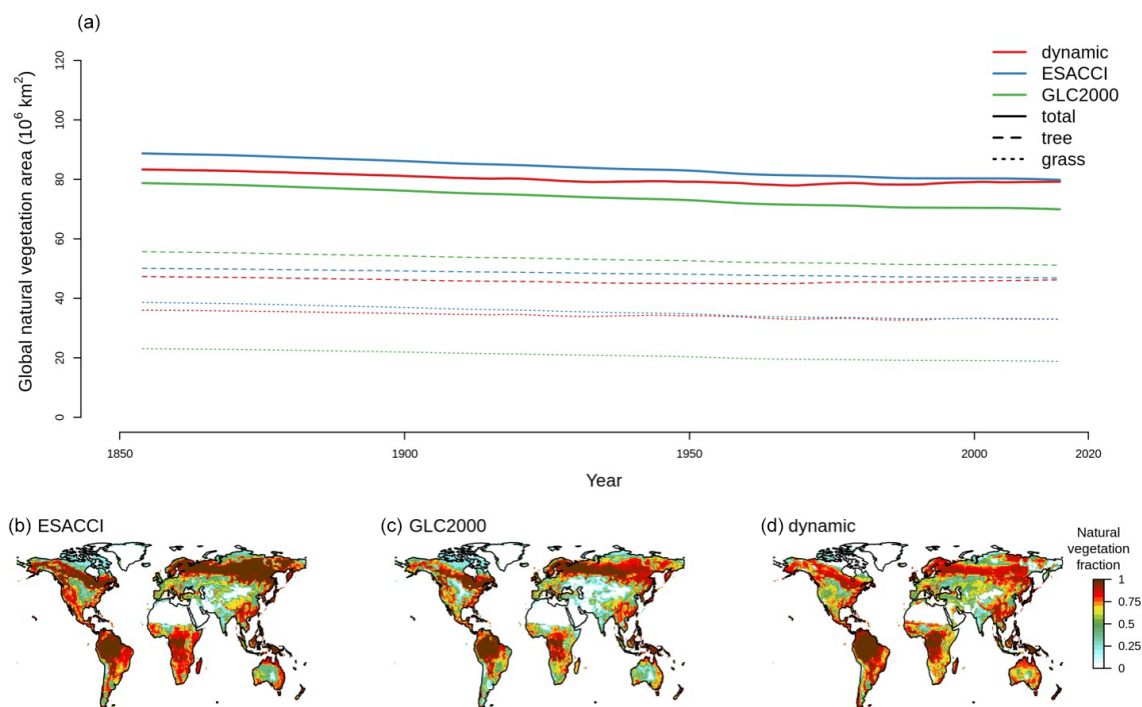 (a)
Global natural vegetation area (10⁶ km²)
120
100
80
60
40
20
0
dynamic
ESACCI
GLC2000
total
tree
grass
1850
1900
1950
2000
2020
Year
(b) ESACCI
(c) GLC2000
(d) dynamic
Natural
vegetation
fraction
1
0.75
0.5
0.25
0